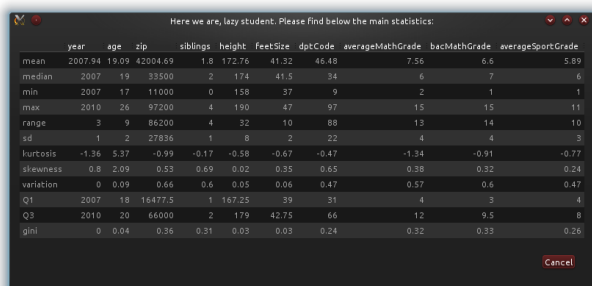 Here we are, lazy student. Please find below the main statistics:
year age zip siblings height feetSize dptCode averageMathGrade bacMathGrade averageSportGrade
mean 2007.94 19.09 42004.69 1.8 172.76 41.32 46.48 7.56 6.6 5.89
median 2007 19 33500 2 174 41.5 34 6 7 6
min 2007 17 11000 0 158 37 9 2 1 1
max 2010 26 97200 4 190 47 97 15 15 11
range 3 9 86200 4 32 10 88 13 14 10
sd 1 2 27836 1 8 2 22 4 4 3
kurtosis -1.36 5.37 -0.99 -0.17 -0.58 -0.67 -0.47 -1.34 -0.91 -0.77
skewness 0.8 2.09 0.53 0.69 0.02 0.35 0.65 0.38 0.32 0.24
variation 0 0.09 0.66 0.6 0.05 0.06 0.47 0.57 0.6 0.47
Q1 2007 18 16477.5 1 167.25 39 31 4 3 4
Q3 2010 20 66000 2 179 42.75 66 12 9.5 8
gini 0 0.04 0.36 0.31 0.03 0.03 0.24 0.32 0.33 0.26
Cancel